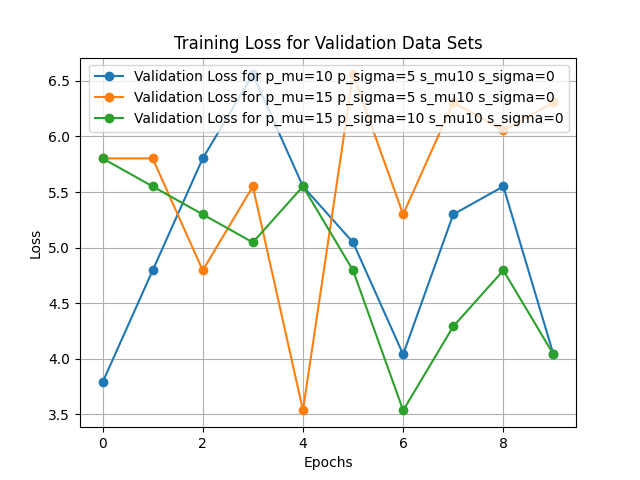 Training Loss for Validation Data Sets
Validation Loss for p_mu=10 p_sigma=5 s_mu10 s_sigma=0
Validation Loss for p_mu=15 p_sigma=5 s_mu10 s_sigma=0
Validation Loss for p_mu=15 p_sigma=10 s_mu10 s_sigma=0
6.5
6.0
5.5
5.0
4.5
4.0
3.5
Loss
0 2 4 6 8
Epochs